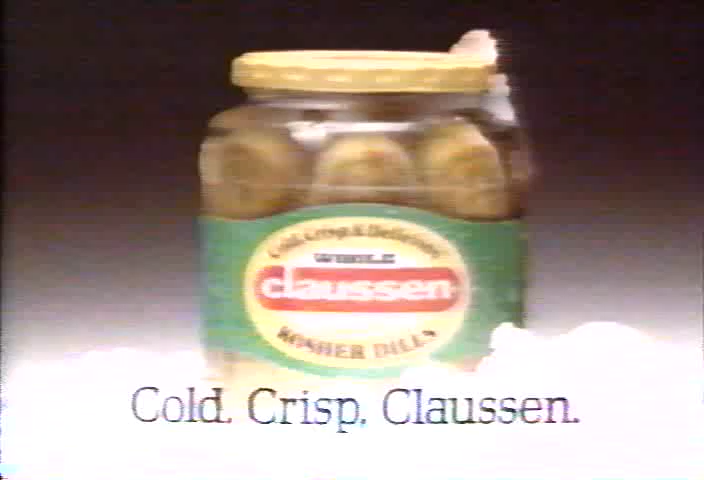 Cold, Crisp & Delicious
WHOLE
claussen
KOSHER DILLS
Cold. Crisp. Claussen.